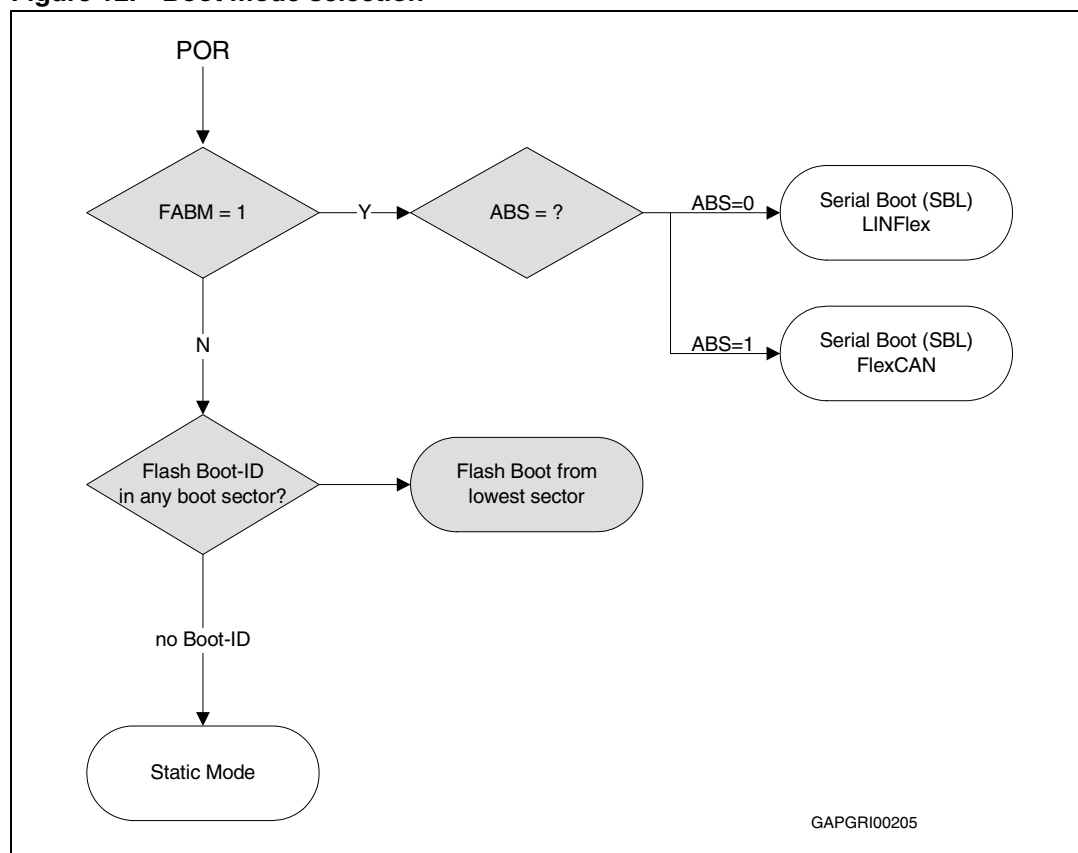 Figure 12. Boot mode selection
POR
FABM = 1
Y
ABS = ?
ABS=0
Serial Boot (SBL)
LINFlex
ABS=1
Serial Boot (SBL)
FlexCAN
N
Flash Boot-ID
in any boot sector?
Flash Boot from
lowest sector
no Boot-ID
Static Mode
GAPGRI00205